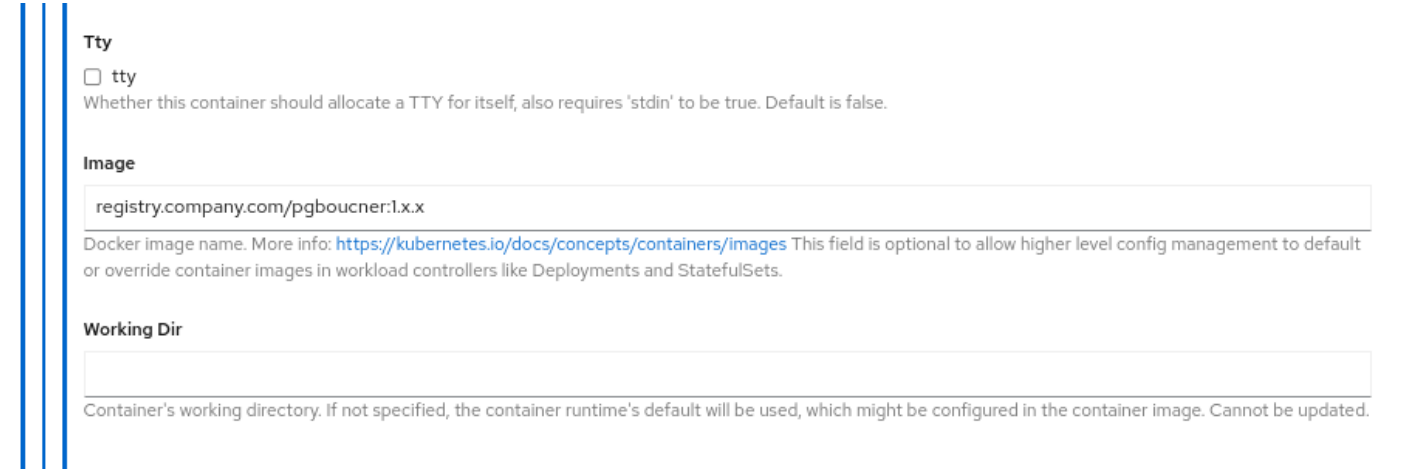 Tty
tty
Whether this container should allocate a TTY for itself, also requires 'stdin' to be true. Default is false.
Image
registry.company.com/pgboucner:1.x.x
Docker image name. More info: https://kubernetes.io/docs/concepts/containers/images This field is optional to allow higher level config management to default
or override container images in workload controllers like Deployments and StatefulSets.
Working Dir
Container's working directory. If not specified, the container runtime's default will be used, which might be configured in the container image. Cannot be updated.